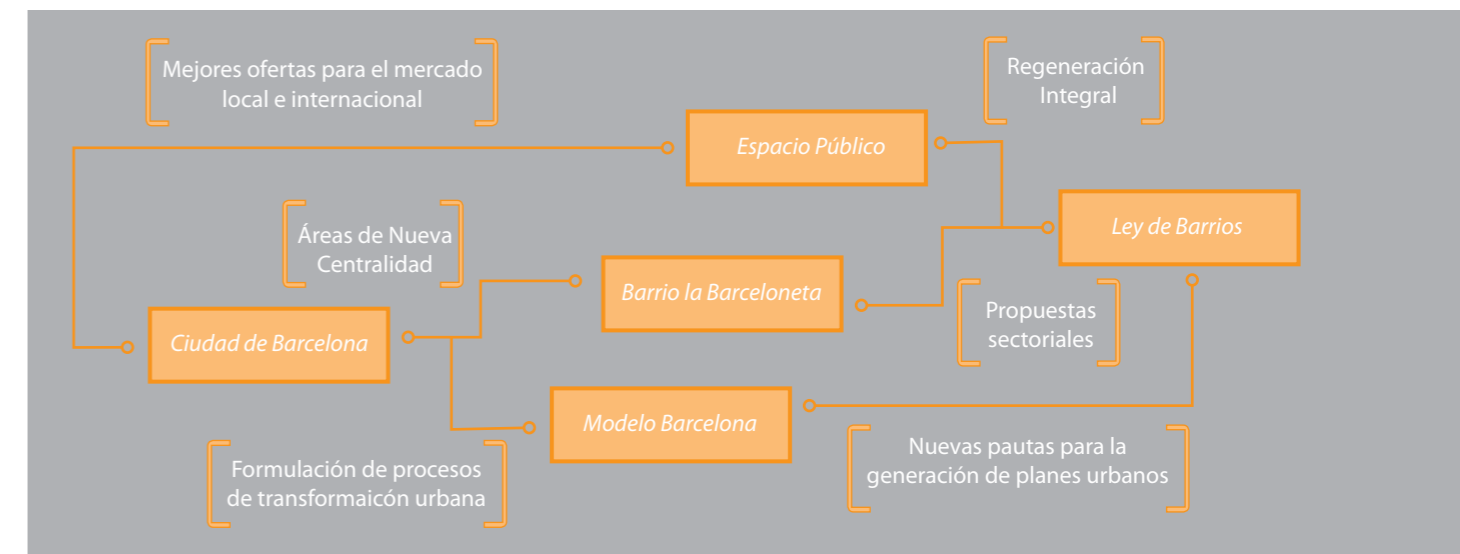 Mejores ofertas para el mercado
local e internacional
Regeneración
Integral
Espacio Público
Ley de Barrios
Áreas de Nueva
Centralidad
Barrio la Barceloneta
Propuestas
sectoriales
Ciudad de Barcelona
Modelo Barcelona
Nuevas pautas para la
generación de planes urbanos
Formulación de procesos
de transformaicón urbana